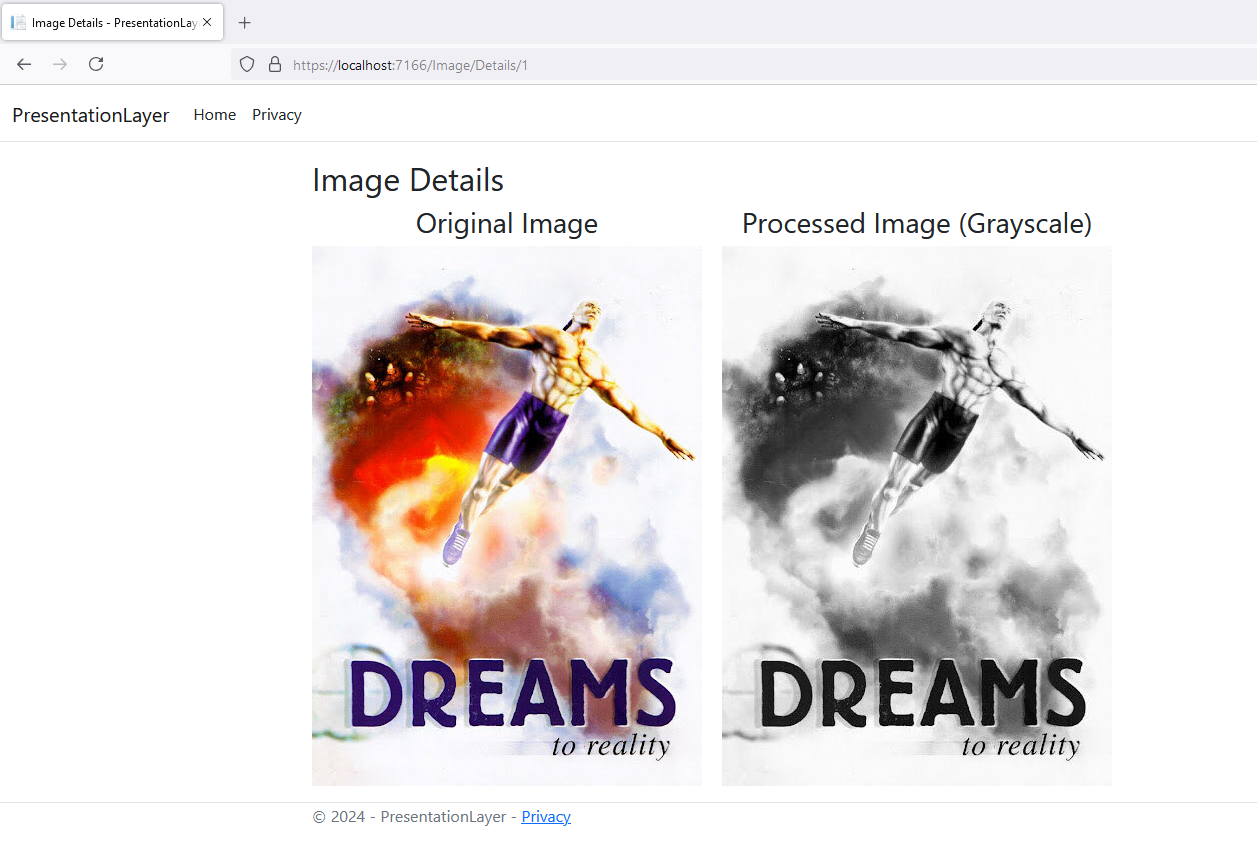 Image Details - PresentationLay
https://localhost:7166/Image/Details/1
PresentationLayer Home Privacy
Image Details
Original Image
Processed Image (Grayscale)
DREAMS
to reality
DREAMS
to reality
© 2024 - PresentationLayer - Privacy